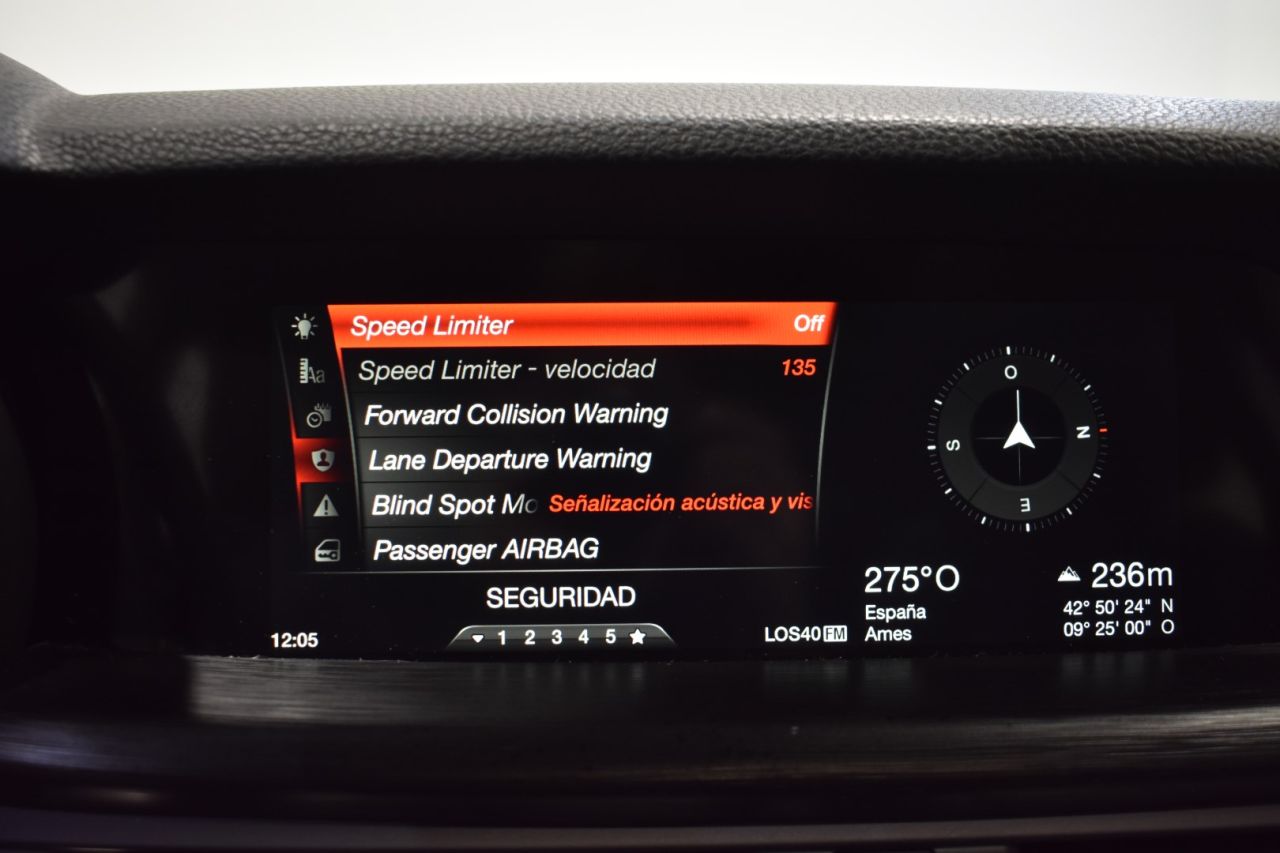 Speed Limiter Off
Speed Limiter - velocidad 135
Forward Collision Warning
Lane Departure Warning
Blind Spot Mo Señalización acústica y vis
Passenger AIRBAG
SEGURIDAD
12:05
1 2 3 4 5
LOS40 FM
Aa
O
N
S
E
275°O
España
Ames
236m
42° 50' 24" N
09° 25' 00" O